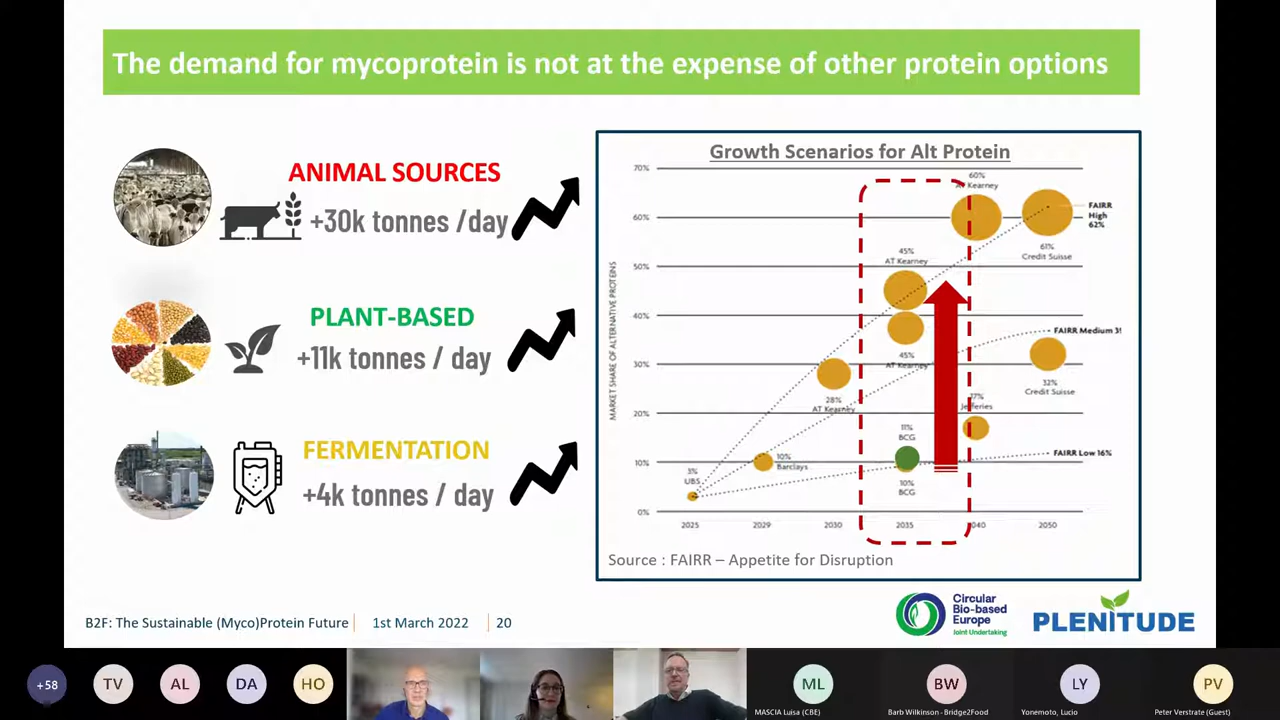 The demand for mycoprotein is not at the expense of other protein options
ANIMAL SOURCES
+30k tonnes /day
PLANT-BASED
+11k tonnes / day
FERMENTATION
+4k tonnes / day
Growth Scenarios for Alt Protein
MARKET SHARE OF ALTERNATIVE PROTEINS
70%
60%
50%
40%
30%
20%
10%
0%
2025
2029
2030
2035
040
2050
3%
UBS
10%
Barclays
28%
AT Kearney
45%
AT Kearney
45%
AT Kearney
11%
BCG
10%
BCG
60%
AT Kearney
17%
Jefferies
61%
Credit Suisse
32%
Credit Suisse
FAIRR
High
62%
FAIRR Medium 3
FAIRR Low 16%
Source : FAIRR – Appetite for Disruption
B2F: The Sustainable (Myco)Protein Future
1st March 2022
20
Circular
Bio-based
Europe
Joint Undertaking
PLENITUDE
+58
TV
AL
DA
HO
ML
MASCIA Luisa (CBE)
BW
Barb Wilkinson - Bridge2Food
LY
Yonemoto, Lucio
PV
Peter Verstrate (Guest)